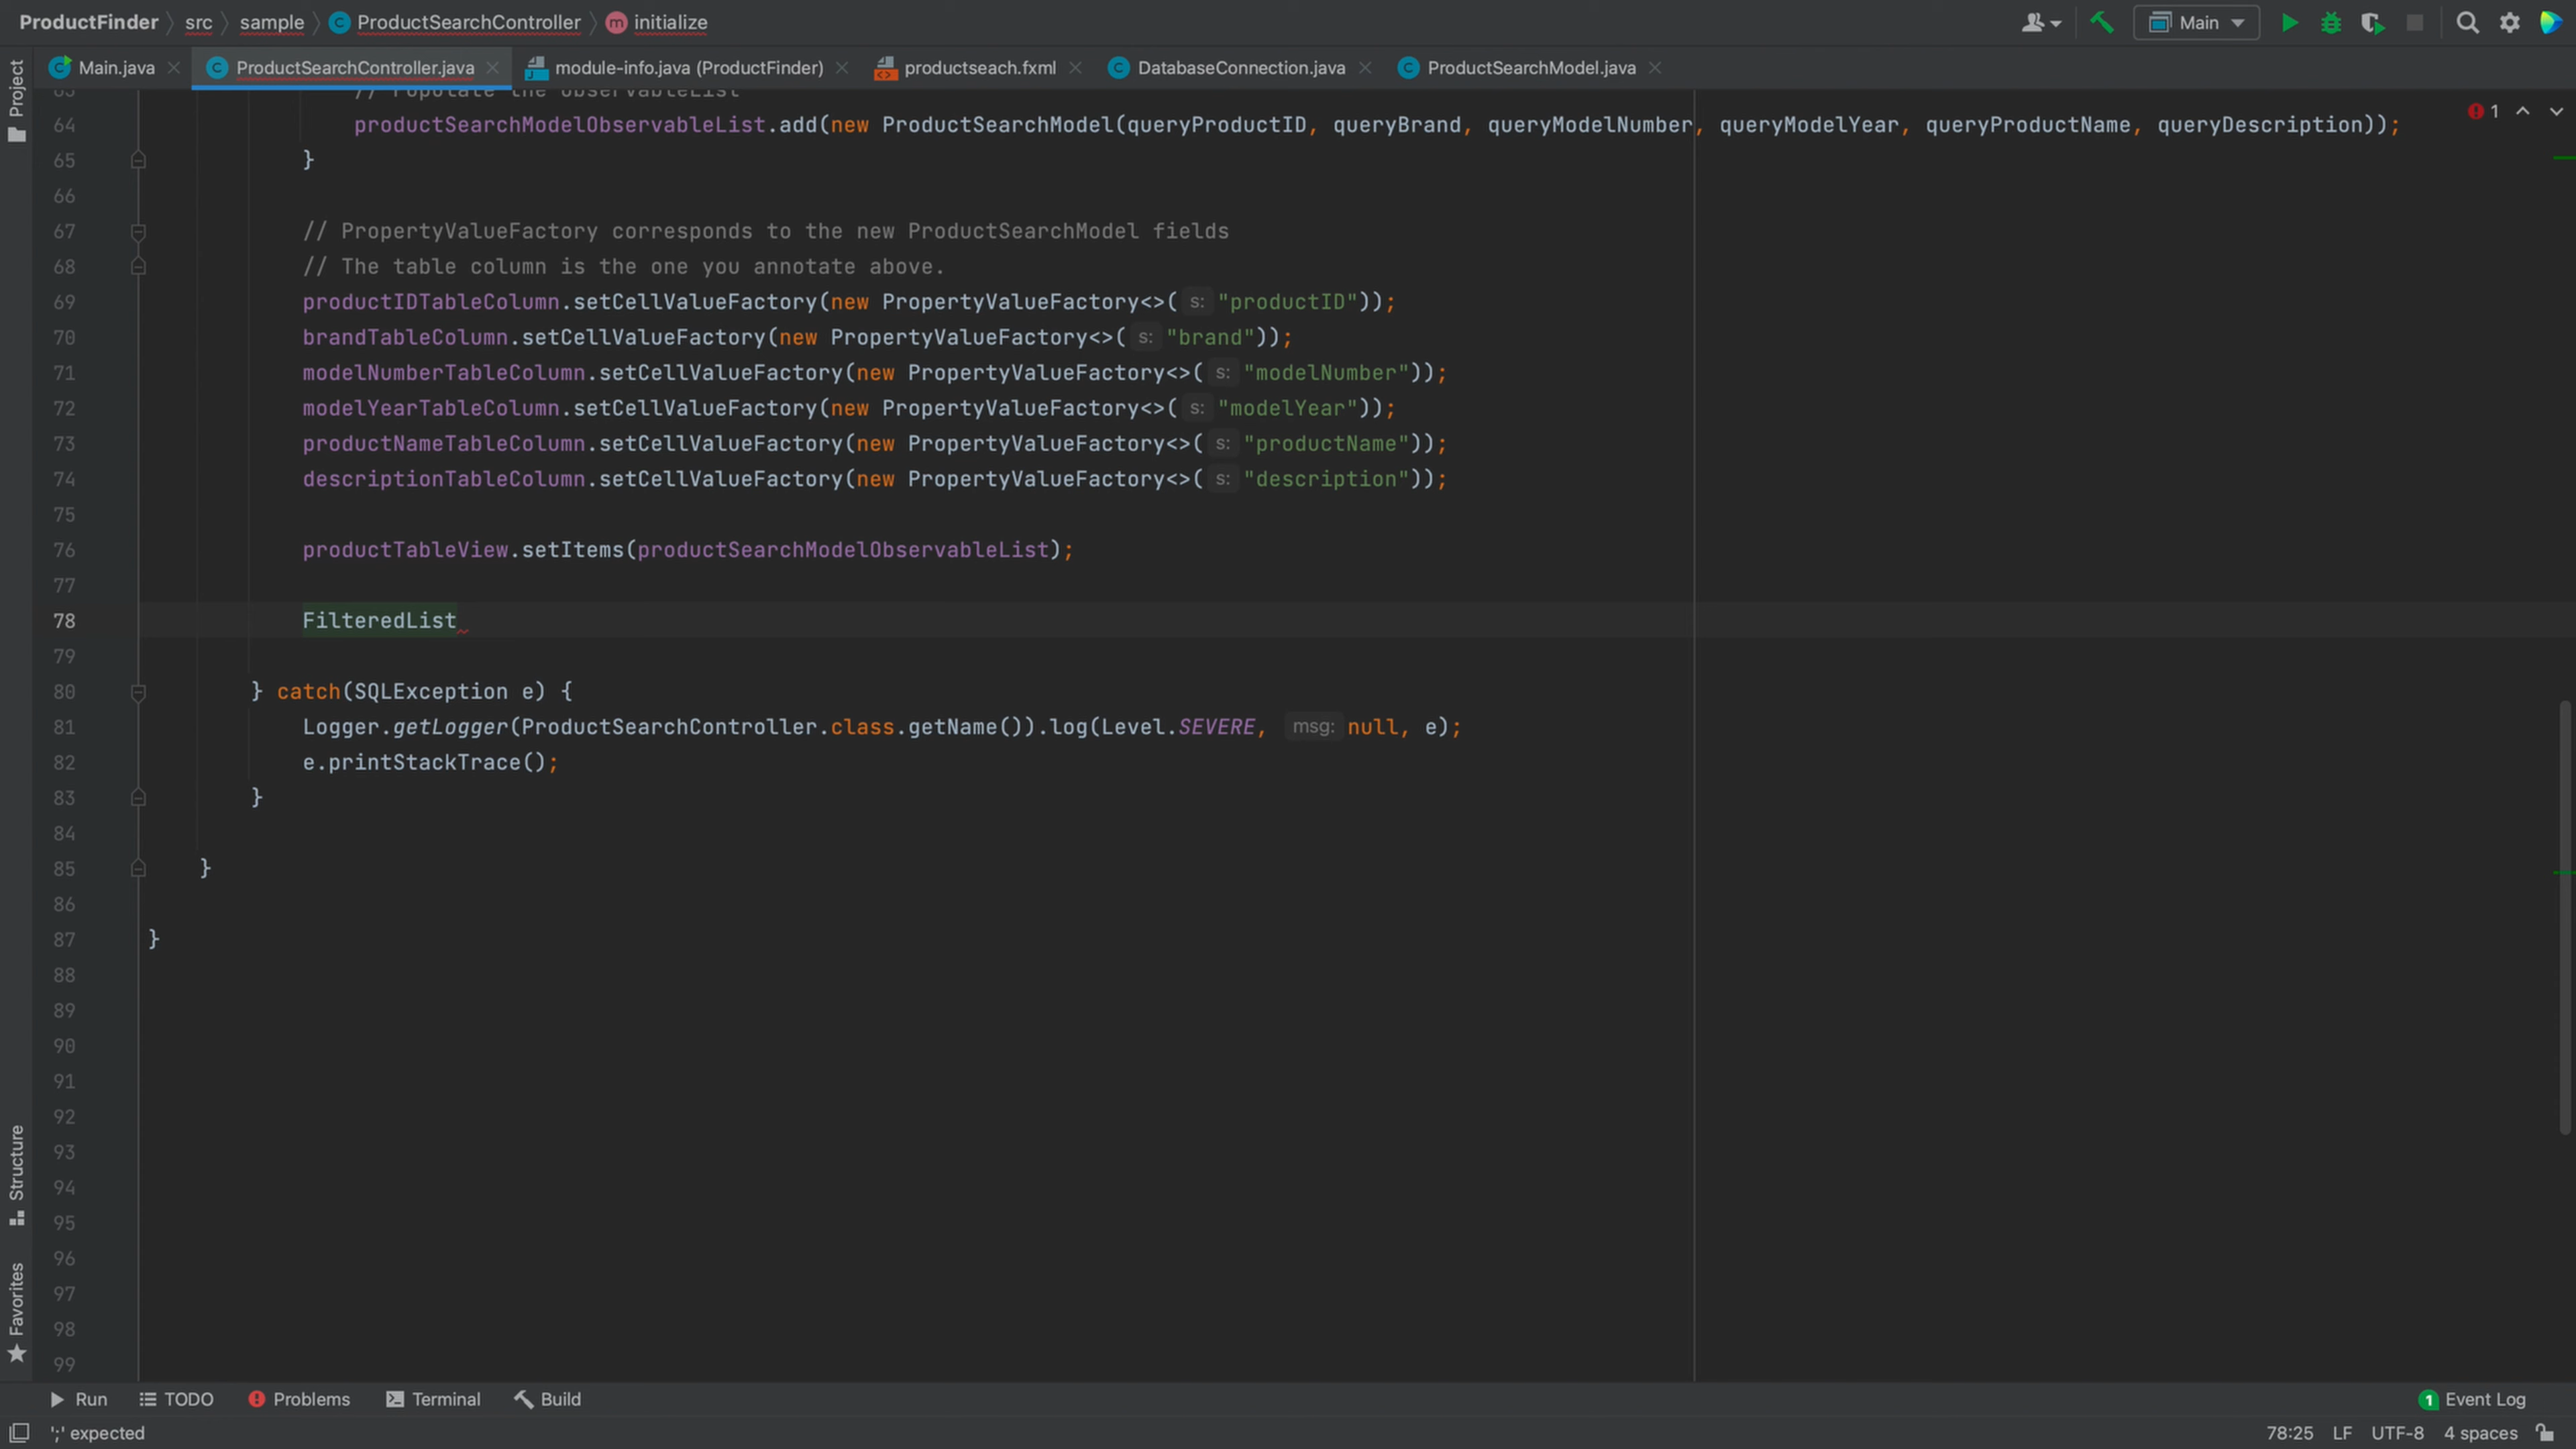 ProductFinder src sample ProductSearchController initialize Main
Main.java ProductSearchController.java module-info.java (ProductFinder) productseach.fxml DatabaseConnection.java ProductSearchModel.java
Project
64 productSearchModelObservableList.add(new ProductSearchModel(queryProductID, queryBrand, queryModelNumber, queryModelYear, queryProductName, queryDescription)); 1
65 }
66
67 // PropertyValueFactory corresponds to the new ProductSearchModel fields
68 // The table column is the one you annotate above.
69 productIDTableColumn.setCellValueFactory(new PropertyValueFactory<>( s: "productID"));
70 brandTableColumn.setCellValueFactory(new PropertyValueFactory<>( s: "brand"));
71 modelNumberTableColumn.setCellValueFactory(new PropertyValueFactory<>( s: "modelNumber"));
72 modelYearTableColumn.setCellValueFactory(new PropertyValueFactory<>( s: "modelYear"));
73 productNameTableColumn.setCellValueFactory(new PropertyValueFactory<>( s: "productName"));
74 descriptionTableColumn.setCellValueFactory(new PropertyValueFactory<>( s: "description"));
75
76 productTableView.setItems(productSearchModelObservableList);
77
78 FilteredList
79
80 } catch(SQLException e) {
81 Logger.getLogger(ProductSearchController.class.getName()).log(Level.SEVERE, msg: null, e);
82 e.printStackTrace();
83 }
84
85 }
86
87 }
88
89
90
91
92
93
94
95
96
97
98
99
Structure
Favorites
Run TODO Problems Terminal Build 1 Event Log
';' expected 78:25 LF UTF-8 4 spaces